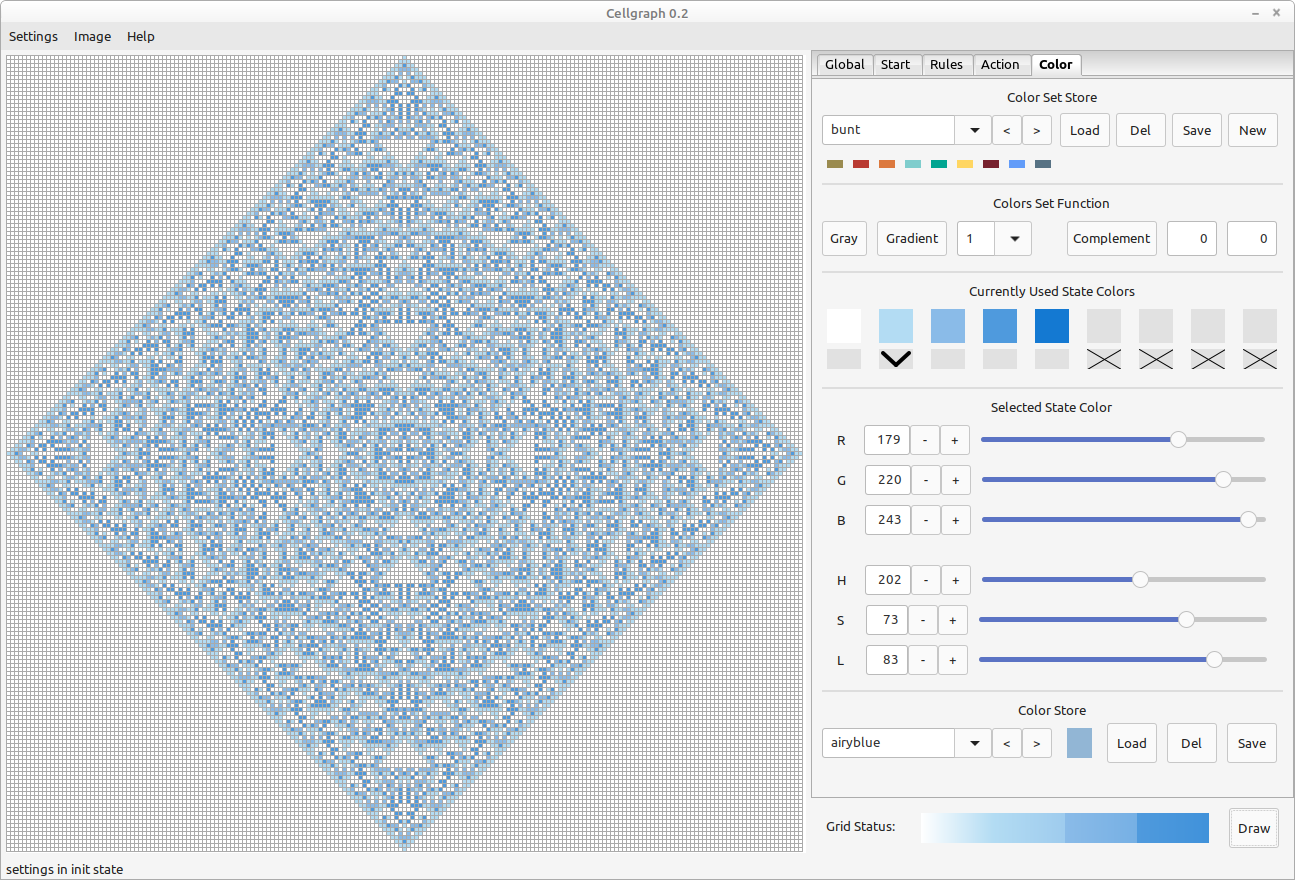 Cellgraph 0.2
Settings Image Help
Global Start Rules Action Color
Color Set Store
bunt < > Load Del Save New
Colors Set Function
Gray Gradient 1 Complement 0 0
Currently Used State Colors
Selected State Color
R 179 - +
G 220 - +
B 243 - +
H 202 - +
S 73 - +
L 83 - +
Color Store
airyblue < > Load Del Save
Grid Status: Draw
settings in init state